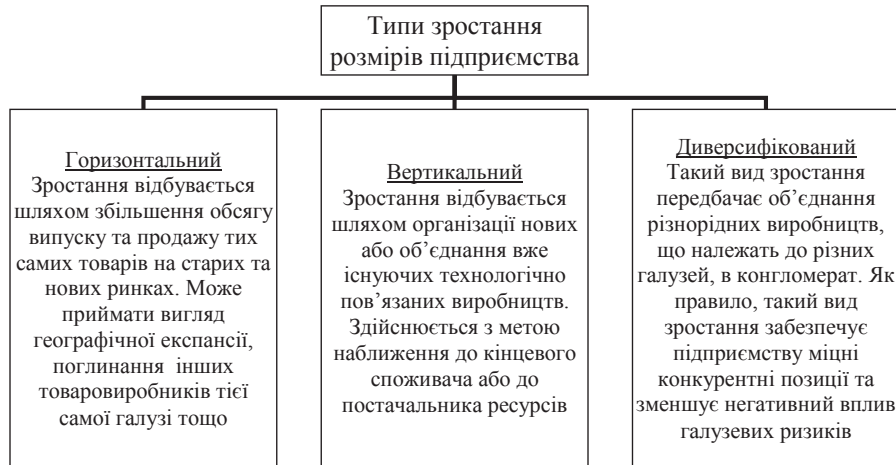 Типи зростання
розмірів підприємства
Горизонтальний
Зростання відбувається
шляхом збільшення обсягу
випуску та продажу тих
самих товарів на старих та
нових ринках. Може
приймати вигляд
географічної експансії,
поглинання інших
товаровиробників тієї
самої галузі тощо
Вертикальний
Зростання відбувається
шляхом організації нових
або об’єднання вже
існуючих технологічно
пов’язаних виробництв.
Здійснюється з метою
наближення до кінцевого
споживача або до
постачальника ресурсів
Диверсифікований
Такий вид зростання
передбачає об’єднання
різнорідних виробництв,
що належать до різних
галузей, в конгломерат. Як
правило, такий вид
зростання забезпечує
підприємству міцні
конкурентні позиції та
зменшує негативний вплив
галузевих ризиків